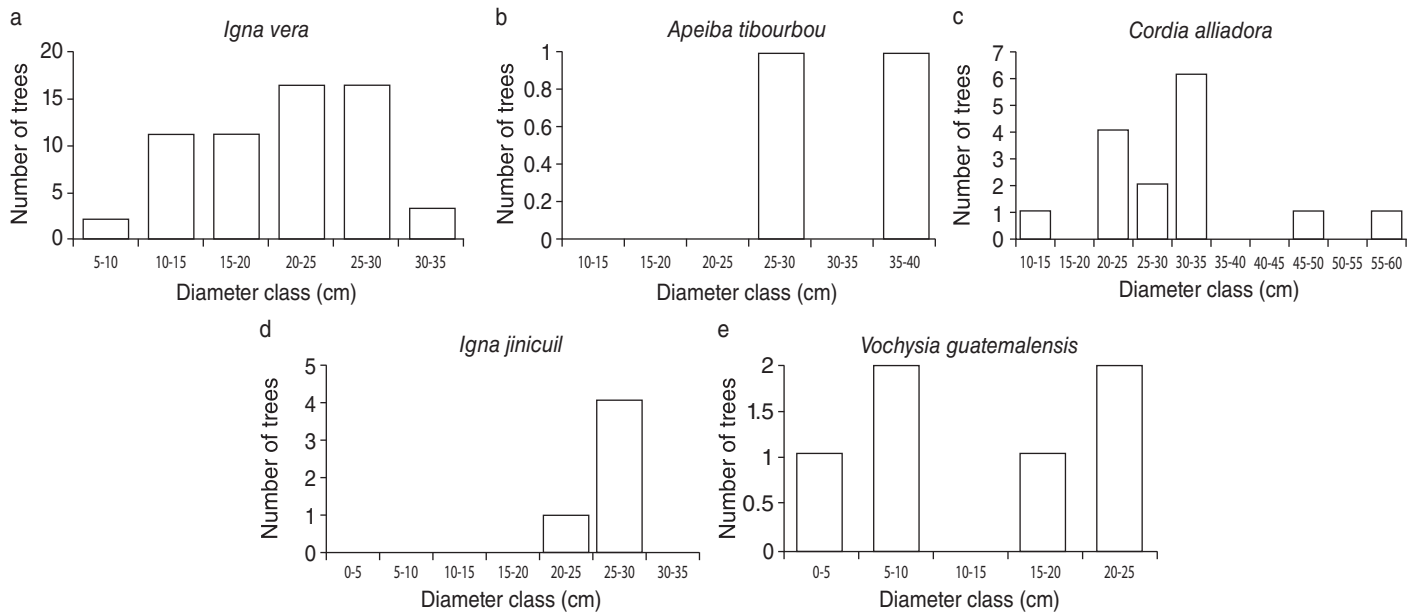 a
Igna vera
Number of trees
20
15
10
5
0
5-10 10-15 15-20 20-25 25-30 30-35
Diameter class (cm)
b
Apeiba tibourbou
Number of trees
1
0.8
0.6
0.4
0.2
0
10-15 15-20 20-25 25-30 30-35 35-40
Diameter class (cm)
c
Cordia alliadora
Number of trees
7
6
5
4
3
2
1
0
10-15 15-20 20-25 25-30 30-35 35-40 40-45 45-50 50-55 55-60
Diameter class (cm)
d
Igna jinicuil
Number of trees
5
4
3
2
1
0
0-5 5-10 10-15 15-20 20-25 25-30 30-35
Diameter class (cm)
e
Vochysia guatemalensis
Number of trees
2
1.5
1
0.5
0
0-5 5-10 10-15 15-20 20-25
Diameter class (cm)